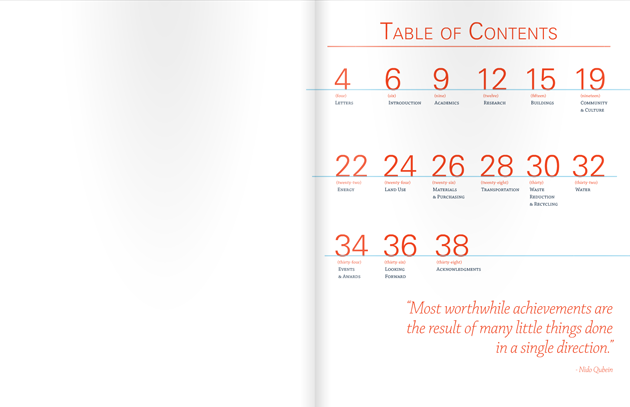 TABLE OF CONTENTS
4 6 9 12 15 19
(four) (six) (nine) (twelve) (fifteen) (nineteen)
LETTERS INTRODUCTION ACADEMICS RESEARCH BUILDINGS COMMUNITY
& CULTURE
22 24 26 28 30 32
(twenty-two) (twenty-four) (twenty-six) (twenty-eight) (thirty) (thirty-two)
ENERGY LAND USE MATERIALS TRANSPORTATION WASTE WATER
& PURCHASING REDUCTION
& RECYCLING
34 36 38
(thirty-four) (thirty-six) (thirty-eight)
EVENTS LOOKING ACKNOWLEDGMENTS
& AWARDS FORWARD
“Most worthwhile achievements are
the result of many little things done
in a single direction.”
- Nido Qubein